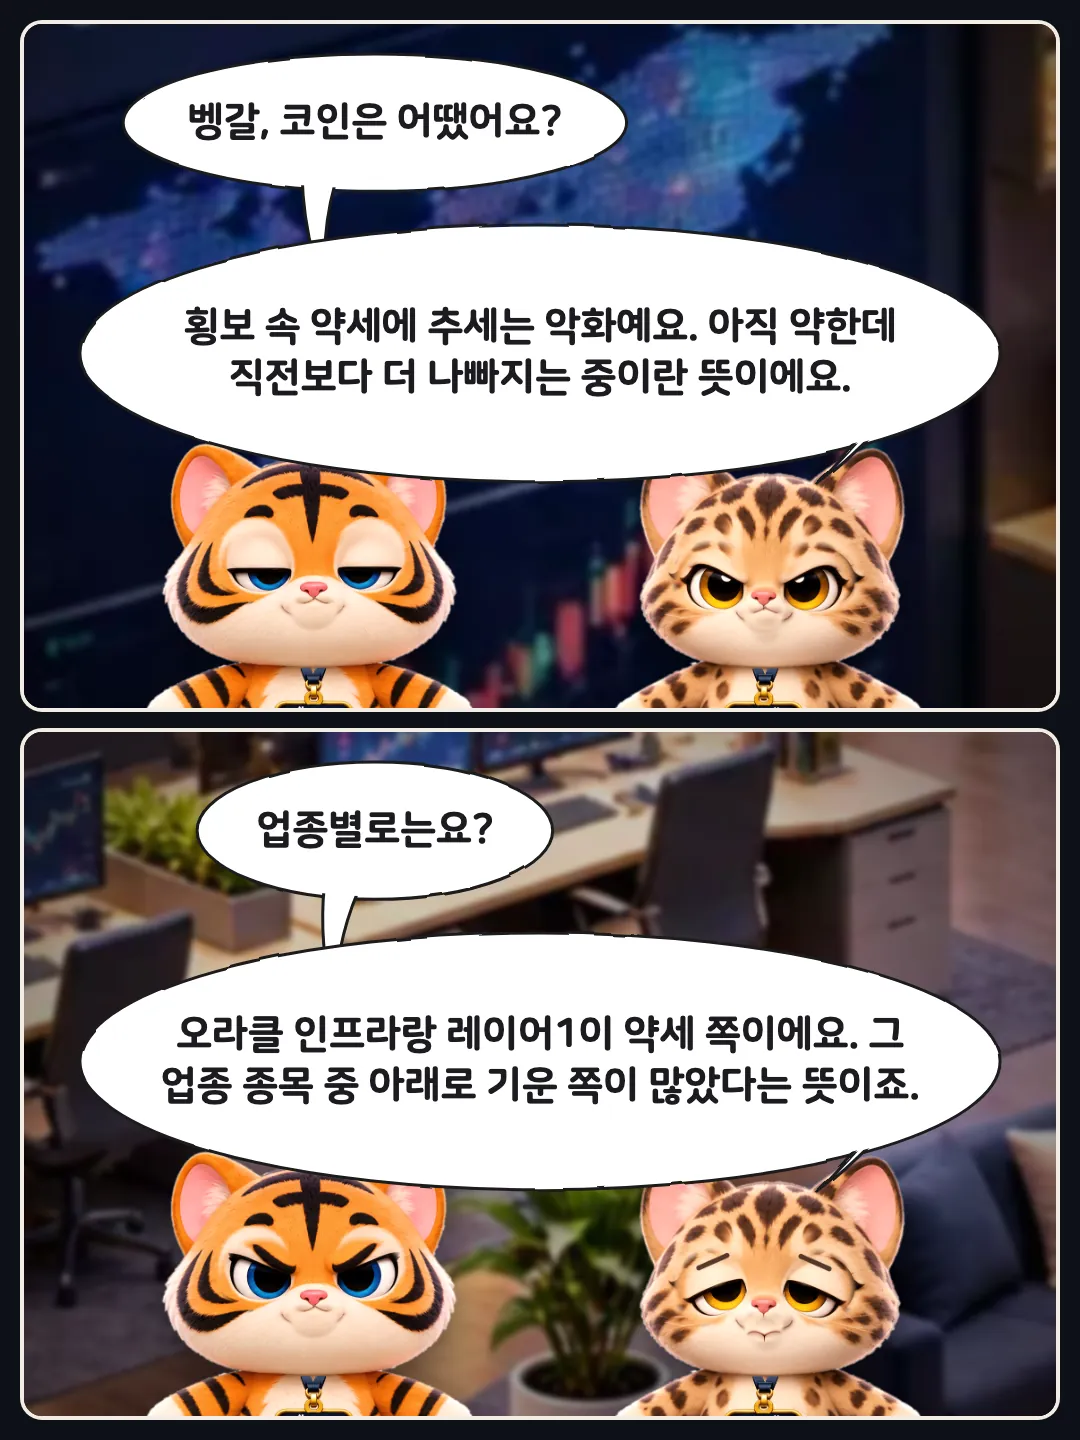 벵갈, 코인은 어땠어요?
횡보 속 약세에 추세는 악화예요. 아직 약한데
직전보다 더 나빠지는 중이란 뜻이에요.
업종별로는요?
오라클 인프라랑 레이어1이 약세 쪽이에요. 그
업종 종목 중 아래로 기운 쪽이 많았다는 뜻이죠.